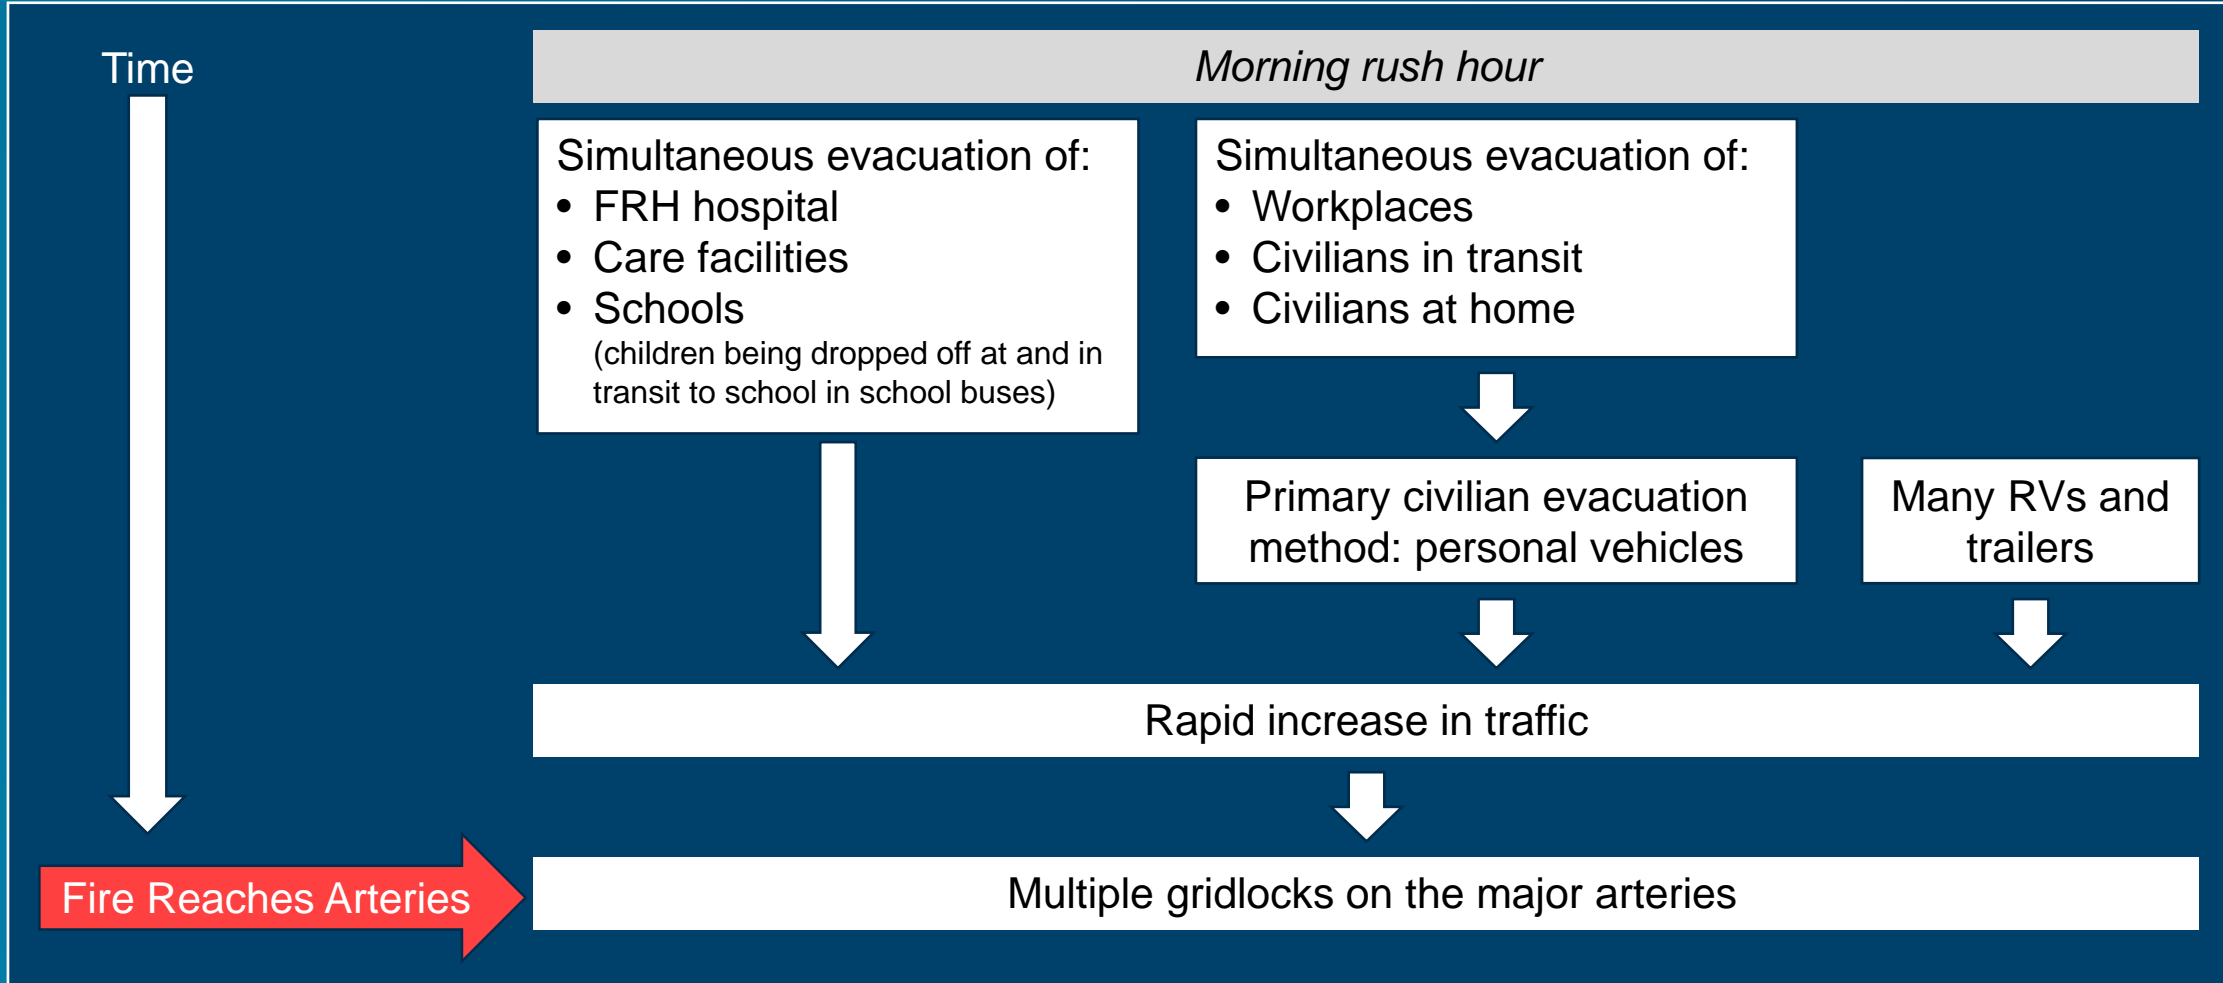 Time
Morning rush hour
Simultaneous evacuation of:
• FRH hospital
• Care facilities
• Schools
(children being dropped off at and in
transit to school in school buses)
Simultaneous evacuation of:
• Workplaces
• Civilians in transit
• Civilians at home
Primary civilian evacuation
method: personal vehicles
Many RVs and
trailers
Rapid increase in traffic
Fire Reaches Arteries
Multiple gridlocks on the major arteries